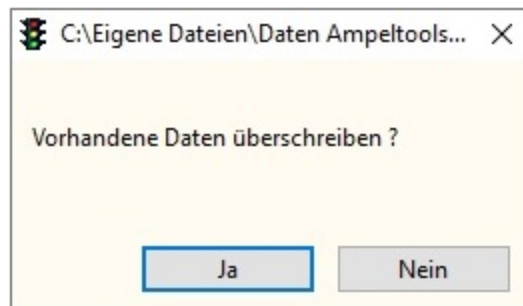 C:\Eigene Dateien\Daten Ampeltools...
Vorhandene Daten überschreiben ?
Ja
Nein